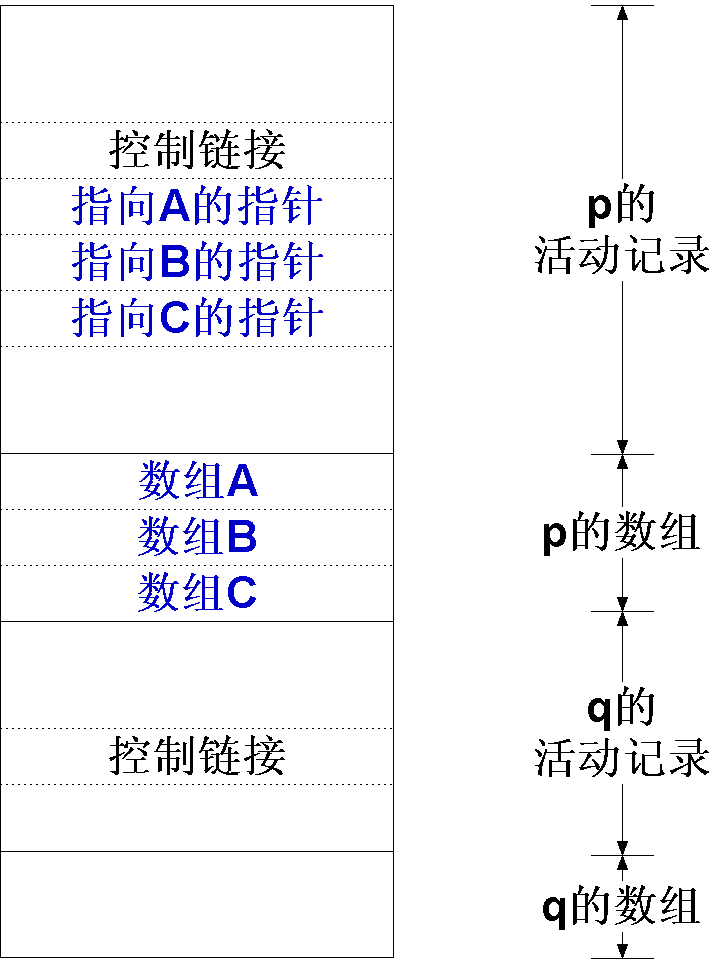 控制链接
指向A的指针
指向B的指针
指向C的指针
p的
活动记录
数组A
数组B
数组C
p的数组
控制链接
q的
活动记录
q的数组